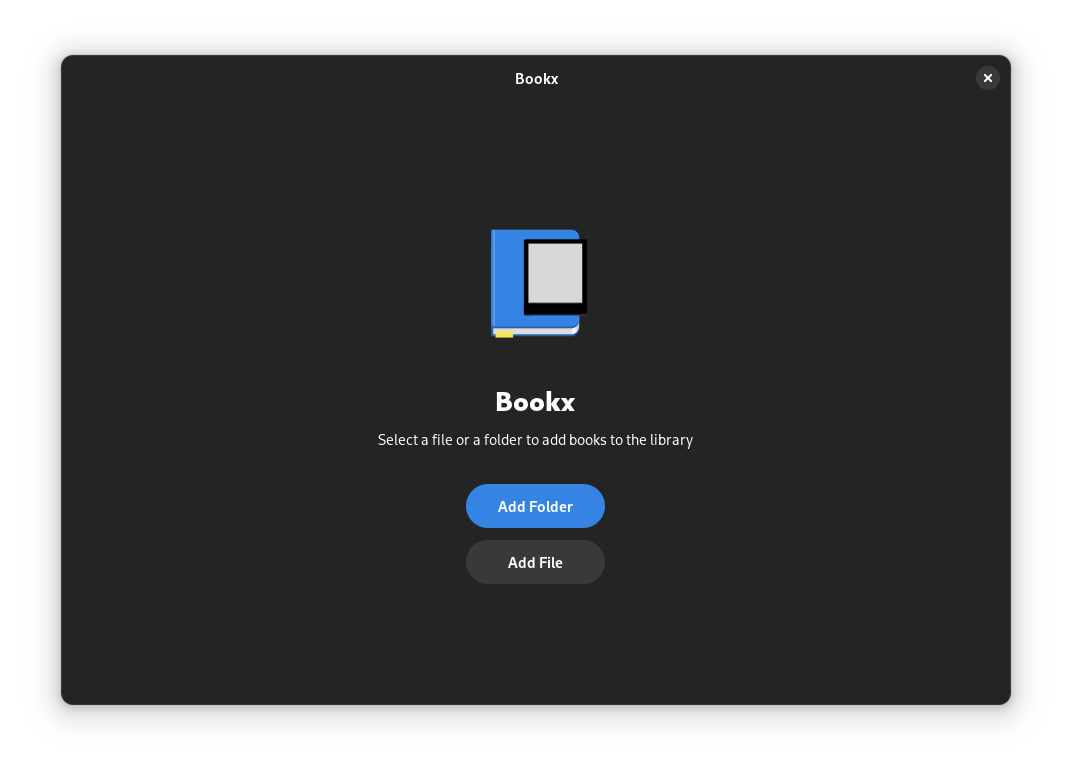 Bookx
Bookx
Select a file or a folder to add books to the library
Add Folder
Add File